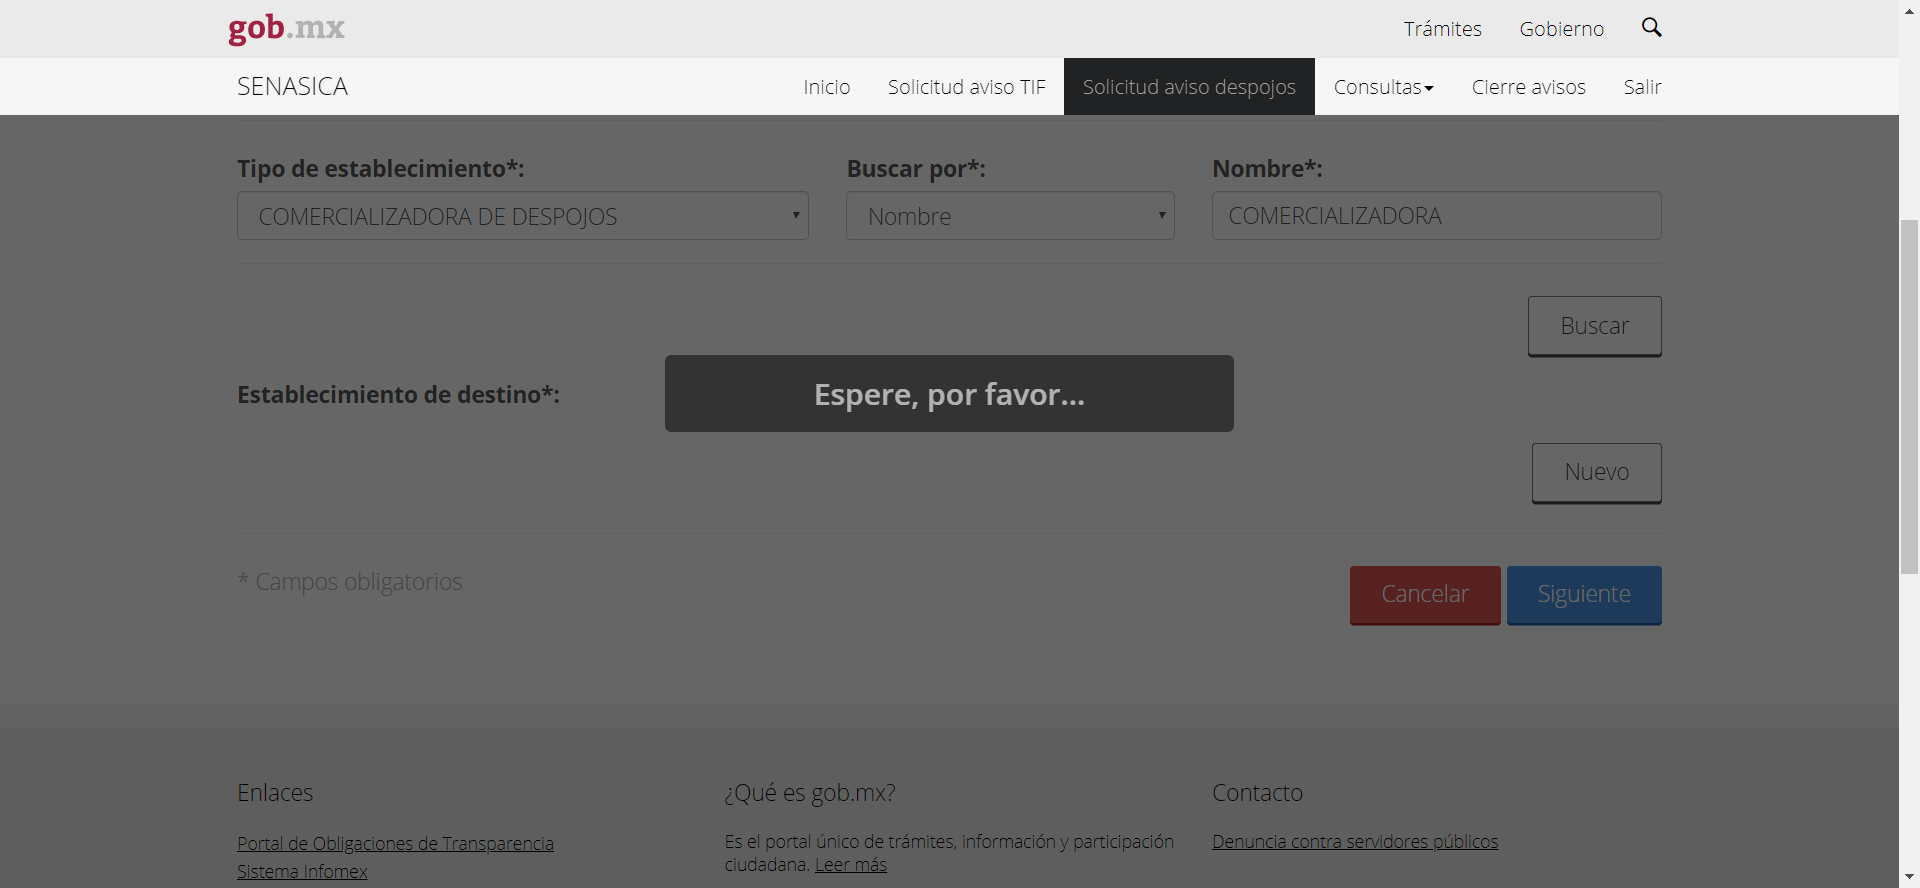 gob.mx
Trámites Gobierno
SENASICA
Inicio Solicitud aviso TIF Solicitud aviso despojos Consultas Cierre avisos Salir
Tipo de establecimiento*: Buscar por*: Nombre*:
COMERCIALIZADORA DE DESPOJOS Nombre COMERCIALIZADORA
Buscar
Establecimiento de destino*:
Espere, por favor...
Nuevo
* Campos obligatorios
Cancelar Siguiente
Enlaces ¿Qué es gob.mx? Contacto
Portal de Obligaciones de Transparencia Es el portal único de trámites, información y participación Denuncia contra servidores públicos
Sistema Infomex ciudadana. Leer más